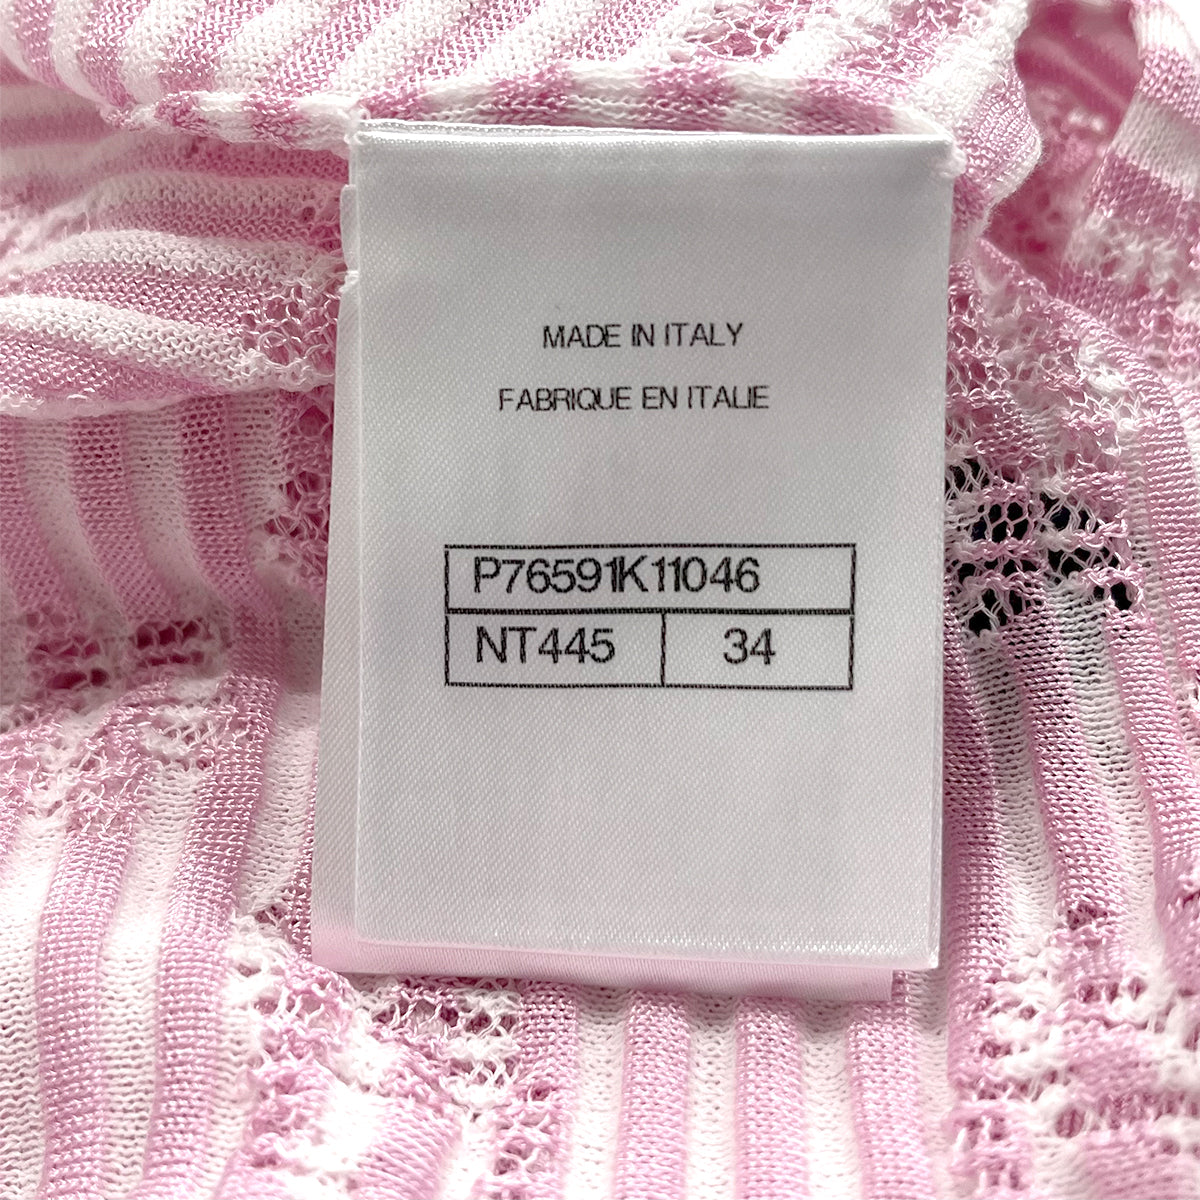 MADE IN ITALY
FABRIQUE EN ITALIE
P76591K11046
NT445 34